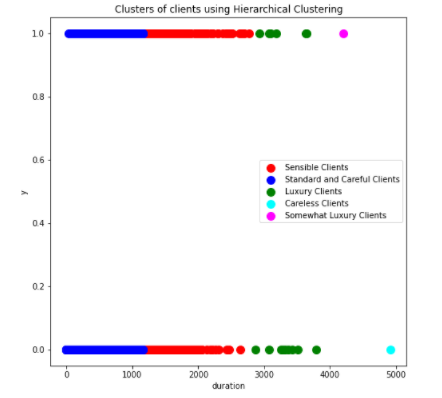 Clusters of clients using Hierarchical Clustering
1.0
0.8
0.6
0.4
0.2
0.0
y
Sensible Clients
Standard and Careful Clients
Luxury Clients
Careless Clients
Somewhat Luxury Clients
0 1000 2000 3000 4000 5000
duration